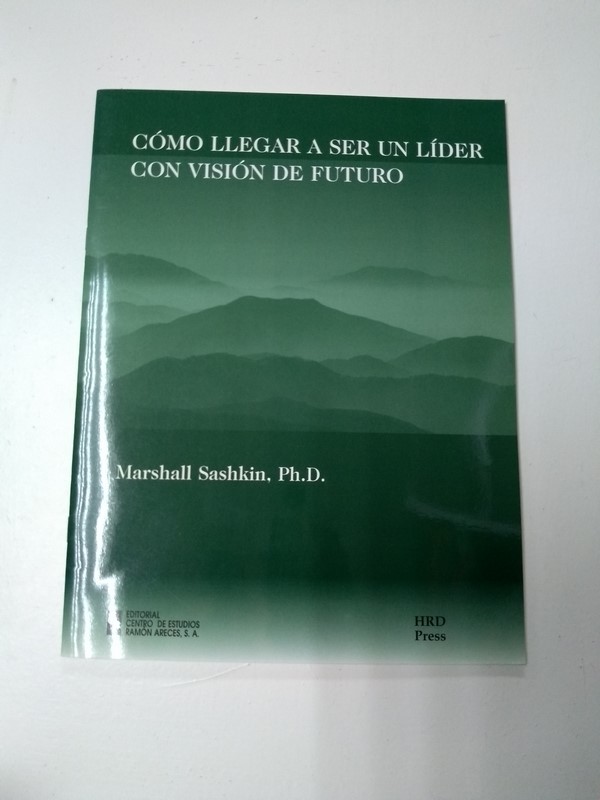 CÓMO LLEGAR A SER UN LÍDER
CON VISIÓN DE FUTURO
Marshall Sashkin, Ph.D.
EDITORIAL
CENTRO DE ESTUDIOS
RAMÓN ARECES, S. A.
HRD
Press